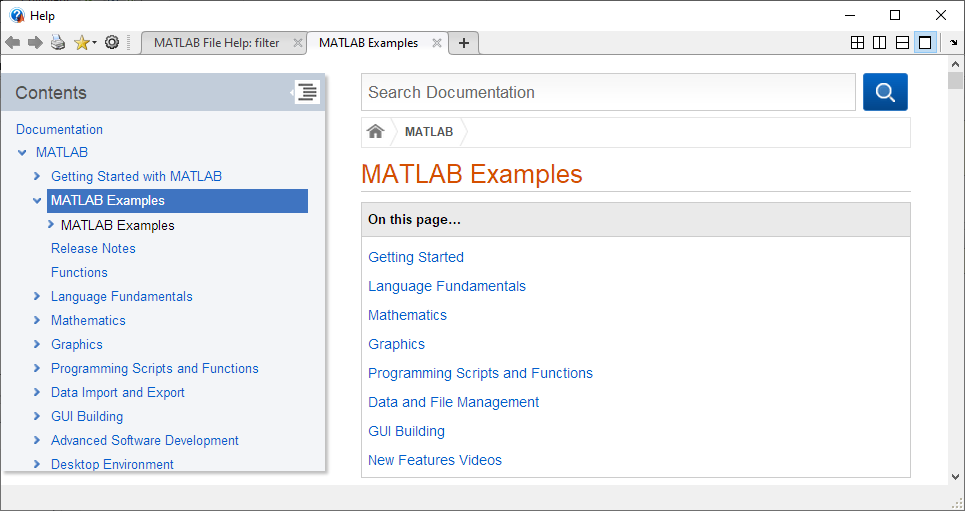 Help
MATLAB File Help: filter
MATLAB Examples
Contents
Documentation
MATLAB
Getting Started with MATLAB
MATLAB Examples
MATLAB Examples
Release Notes
Functions
Language Fundamentals
Mathematics
Graphics
Programming Scripts and Functions
Data Import and Export
GUI Building
Advanced Software Development
Desktop Environment
Search Documentation
MATLAB
MATLAB Examples
On this page…
Getting Started
Language Fundamentals
Mathematics
Graphics
Programming Scripts and Functions
Data and File Management
GUI Building
New Features Videos